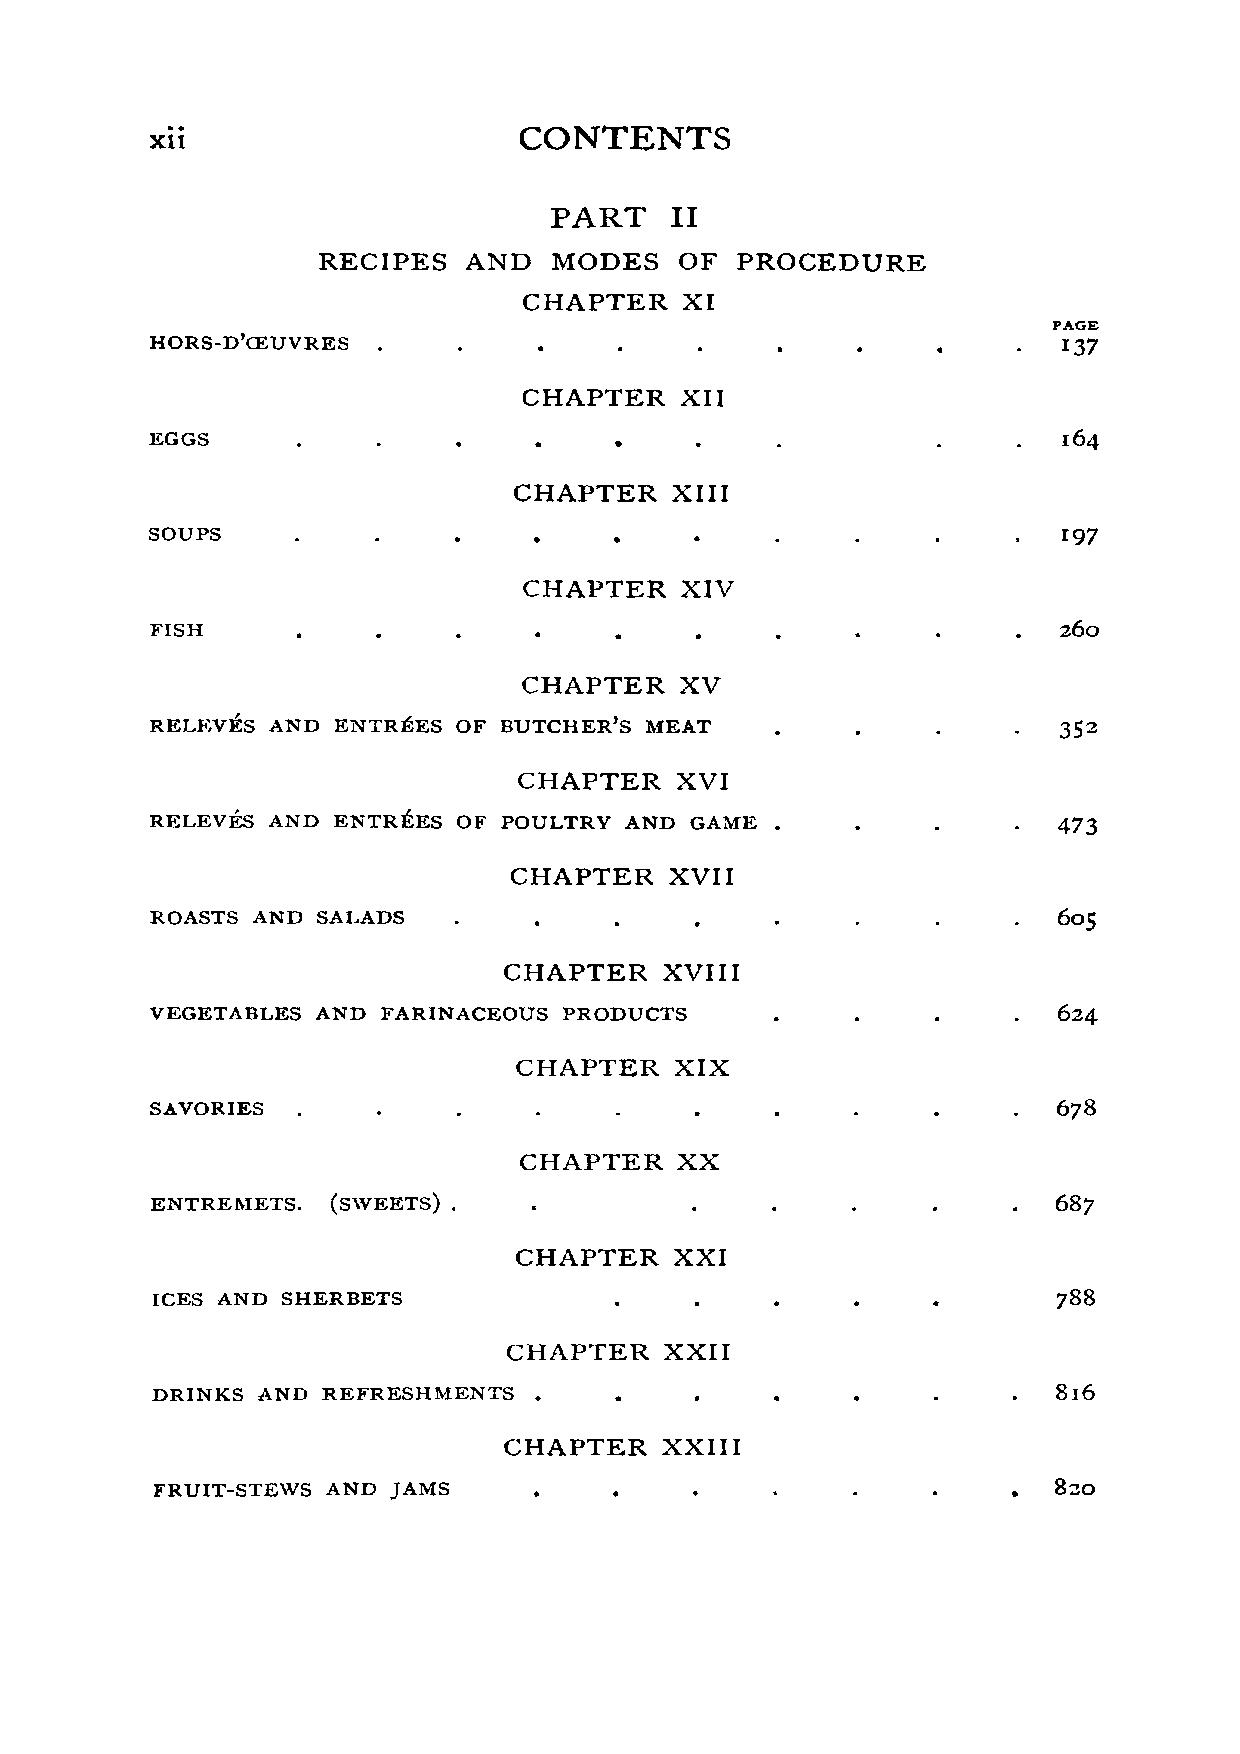 xii CONTENTS
PART II
RECIPES AND MODES OF PROCEDURE
CHAPTER XI
PAGE
HORS-D'ŒUVRES . . . . . . . . . 137
CHAPTER XII
EGGS . . . . . . . . . 164
CHAPTER XIII
SOUPS . . . . . . . . . . 197
CHAPTER XIV
FISH . . . . . . . . . . 260
CHAPTER XV
RELEVÉS AND ENTRÉES OF BUTCHER'S MEAT . . . . 352
CHAPTER XVI
RELEVÉS AND ENTRÉES OF POULTRY AND GAME . . . . 473
CHAPTER XVII
ROASTS AND SALADS . . . . . . . . 605
CHAPTER XVIII
VEGETABLES AND FARINACEOUS PRODUCTS . . . . 624
CHAPTER XIX
SAVORIES . . . . . . . . . . 678
CHAPTER XX
ENTREMETS. (SWEETS) . . . . . . . 687
CHAPTER XXI
ICES AND SHERBETS . . . . . 788
CHAPTER XXII
DRINKS AND REFRESHMENTS . . . . . . . 816
CHAPTER XXIII
FRUIT-STEWS AND JAMS . . . . . . . 820